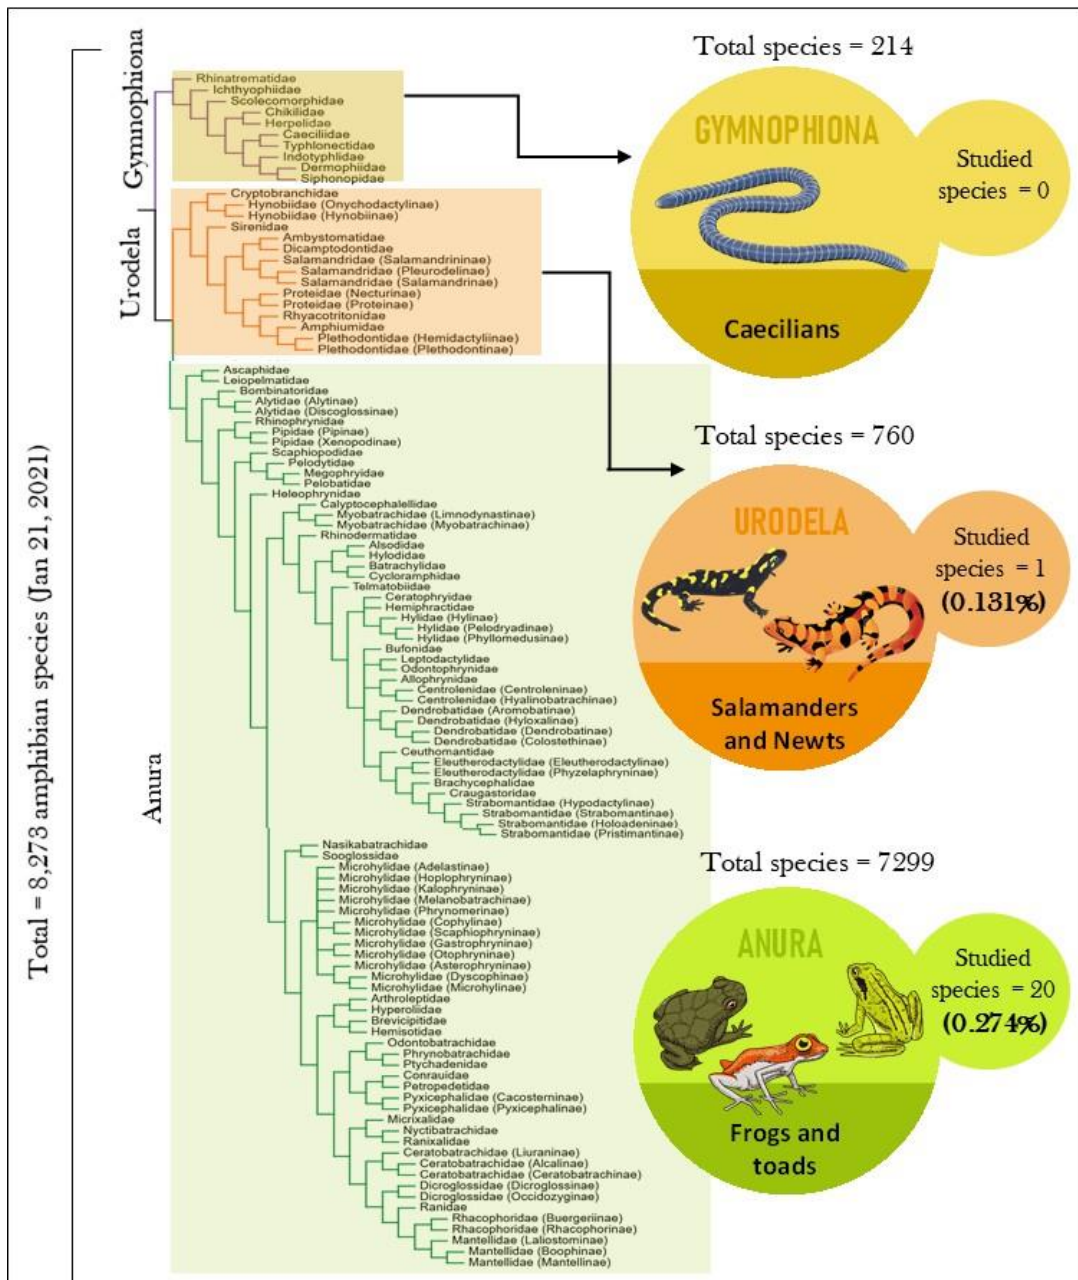 Total = 8,273 amphibian species (Jan 21, 2021)
Gymnophiona
Rhinatrematidae
Ichthyophiidae
Scolecomorphidae
Chikilidae
Herpelidae
Caeciliidae
Typhlonectidae
Indotyphlidae
Dermophiidae
Siphonopidae
Urodela
Cryptobranchidae
Hynobiidae (Onychodactylinae)
Hynobiidae (Hynobiinae)
Sirenidae
Ambystomatidae
Dicamptodontidae
Salamandridae (Salamandrininae)
Salamandridae (Pleurodelinae)
Salamandridae (Salamandrinae)
Proteidae (Necturinae)
Proteidae (Proteinae)
Rhyacotritonidae
Amphiumidae
Plethodontidae (Hemidactyliinae)
Plethodontidae (Plethodontinae)
Anura
Ascaphidae
Leiopelmatidae
Bombinatoridae
Alytidae (Alytinae)
Alytidae (Discoglossinae)
Rhinophrynidae
Pipidae (Pipinae)
Pipidae (Xenopodinae)
Scaphiopodidae
Pelodytidae
Megophryidae
Pelobatidae
Heleophrynidae
Calyptocephalellidae
Myobatrachidae (Limnodynastinae)
Myobatrachidae (Myobatrachinae)
Rhinodermatidae
Alsodidae
Hylodidae
Batrachylidae
Cycloramphidae
Telmatobiidae
Ceratophryidae
Hemiphractidae
Hylidae (Hylinae)
Hylidae (Pelodryadinae)
Hylidae (Phyllomedusinae)
Bufonidae
Leptodactylidae
Odontophrynidae
Allophrynidae
Centrolenidae (Centroleninae)
Centrolenidae (Hyalinobatrachinae)
Dendrobatidae (Aromobatinae)
Dendrobatidae (Hyloxalinae)
Dendrobatidae (Dendrobatinae)
Dendrobatidae (Colostethinae)
Ceuthomantidae
Eleutherodactylidae (Eleutherodactylinae)
Eleutherodactylidae (Phyzelaphryninae)
Brachycephalidae
Craugastoridae
Strabomantidae (Hypodactylinae)
Strabomantidae (Strabomantinae)
Strabomantidae (Holoadeninae)
Strabomantidae (Pristimantinae)
Nasikabatrachidae
Sooglossidae
Microhylidae (Adelastinae)
Microhylidae (Hoplophryninae)
Microhylidae (Kalophryninae)
Microhylidae (Melanobatrachinae)
Microhylidae (Phrynomerinae)
Microhylidae (Cophylinae)
Microhylidae (Scaphiophryninae)
Microhylidae (Gastrophryninae)
Microhylidae (Otophryninae)
Microhylidae (Asterophryninae)
Microhylidae (Dyscophinae)
Microhylidae (Microhylinae)
Arthroleptidae
Hyperoliidae
Brevicipitidae
Hemisotidae
Odontobatrachidae
Phrynobatrachidae
Ptychadenidae
Conrauidae
Petropedetidae
Pyxicephalidae (Cacosterninae)
Pyxicephalidae (Pyxicephalinae)
Micrixalidae
Nyctibatrachidae
Ranixalidae
Ceratobatrachidae (Liuraninae)
Ceratobatrachidae (Alcalinae)
Ceratobatrachidae (Ceratobatrachinae)
Dicroglossidae (Dicroglossinae)
Dicroglossidae (Occidozyginae)
Ranidae
Rhacophoridae (Buergeriinae)
Rhacophoridae (Rhacophorinae)
Mantellidae (Laliostominae)
Mantellidae (Boophinae)
Mantellidae (Mantellinae)
Total species = 214
GYMNOPHIONA
Studied
species = 0
Caecilians
Total species = 760
URODELA
Studied
species = 1
(0.131%)
Salamanders
and Newts
Total species = 7299
ANURA
Studied
species = 20
(0.274%)
Frogs and
toads